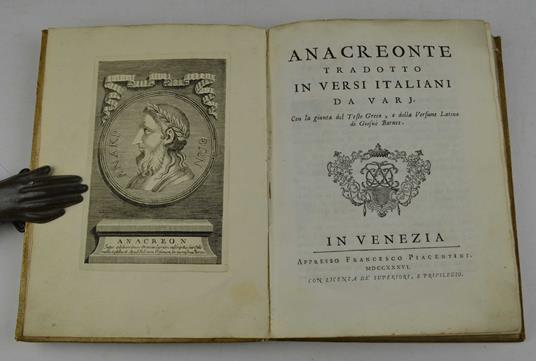 ANACREON
ANACREONTE
TRADOTTO
IN VERSI ITALIANI
DA VARJ.
Con la giunta del Testo Greco, e della Versione Latina
di Giosuè Barnes.
IN VENEZIA
APPRESSO FRANCESCO PIACENTINI.
MDCCXXXVI.
CON LICENZA DE' SUPERIORI, E PRIVILEGIO.